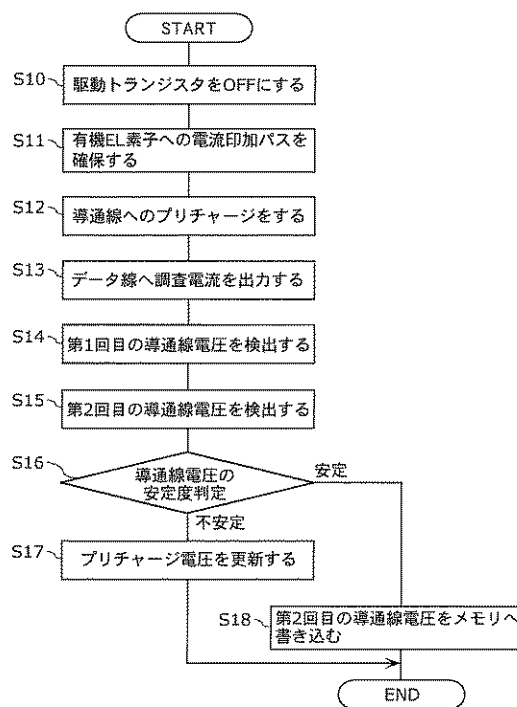 START
S10
駆動トランジスタをOFFにする
S11
有機EL素子への電流印加パスを
確保する
S12
導通線へのプリチャージをする
S13
データ線へ調査電流を出力する
S14
第1回目の導通線電圧を検出する
S15
第2回目の導通線電圧を検出する
S16
導通線電圧の
安定度判定
安定
不安定
S17
プリチャージ電圧を更新する
S18
第2回目の導通線電圧をメモリへ
書き込む
END